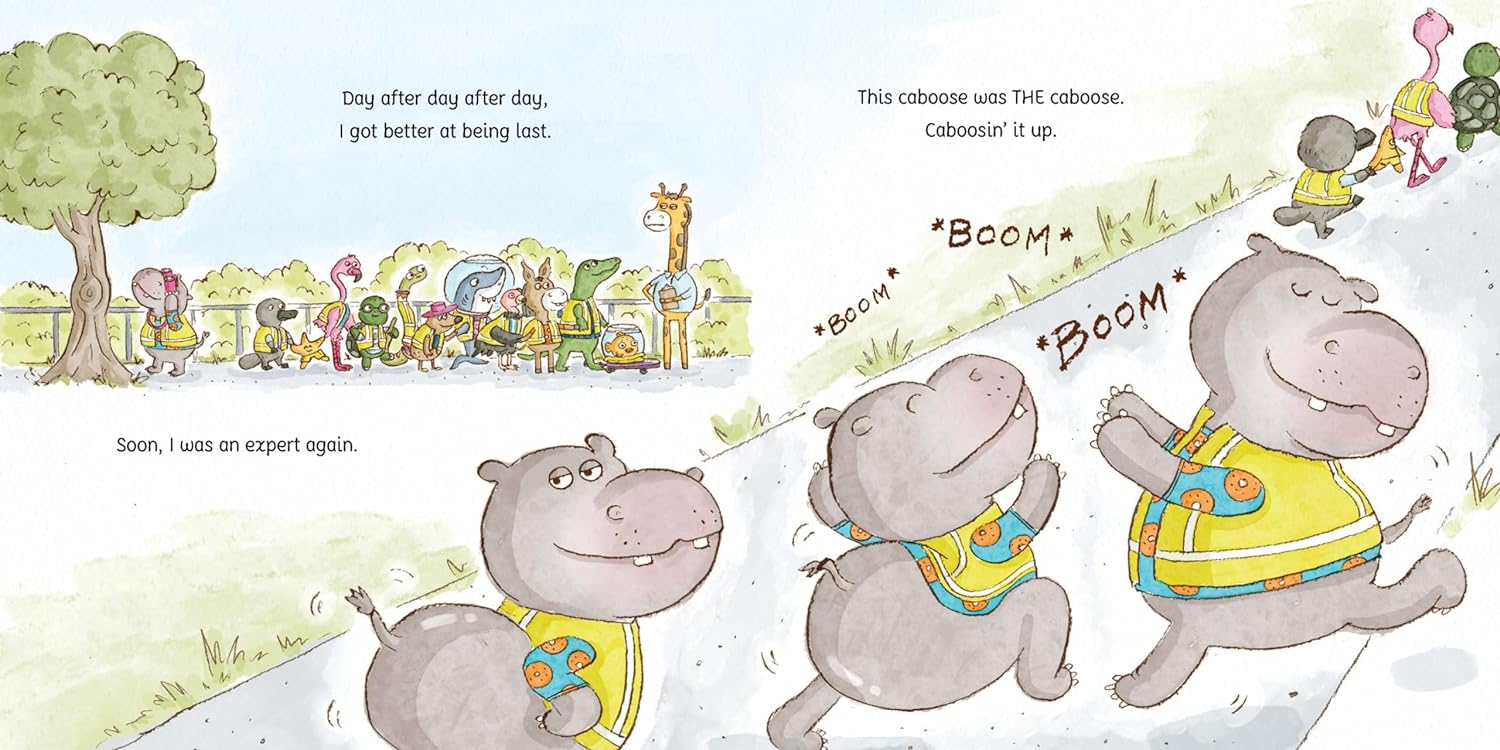 Day after day after day,
I got better at being last.
Soon, I was an expert again.
This caboose was THE caboose.
Caboosin’ it up.
*BOOM*
*BOOM*
*BOOM*